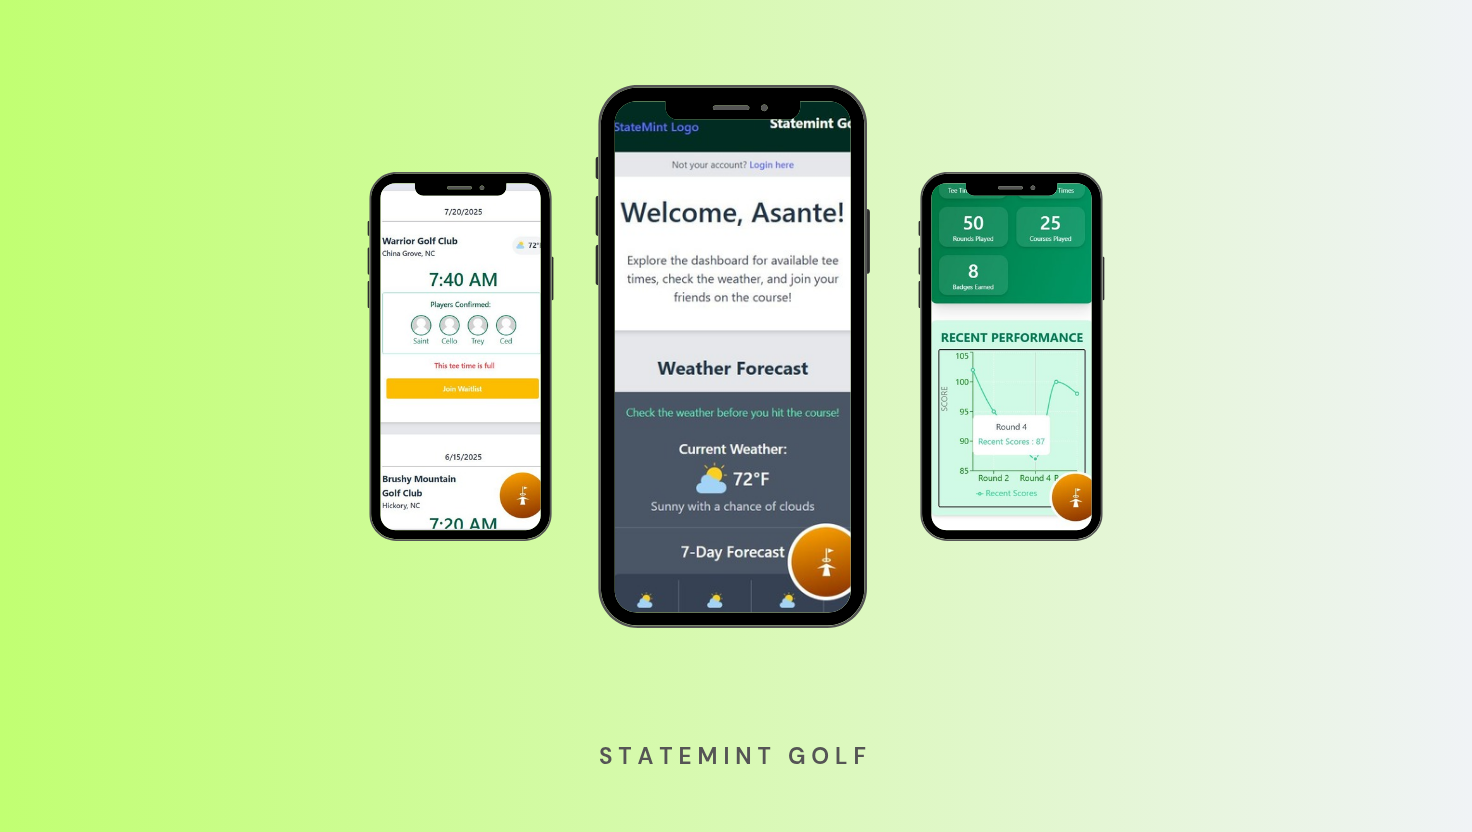 7/20/2025
Warrior Golf Club
China Grove, NC
72°
7:40 AM
Players Confirmed:
Saint Cello Trey Ced
This tee time is full
Join Waitlist
6/15/2025
Brushy Mountain
Golf Club
Hickory, NC
7:20 AM
StateMint Logo
Statemint Go
Not your account? Login here
Welcome, Asante!
Explore the dashboard for available tee
times, check the weather, and join your
friends on the course!
Weather Forecast
Check the weather before you hit the course!
Current Weather:
72°F
Sunny with a chance of clouds
7-Day Forecast
Tee Times
50 25
Rounds Played Courses Played
8
Badges Earned
RECENT PERFORMANCE
105
100
95
90
85
SCORE
Round 4
Recent Scores : 87
Round 2 Round 4
Recent Scores
STATEMINT GOLF